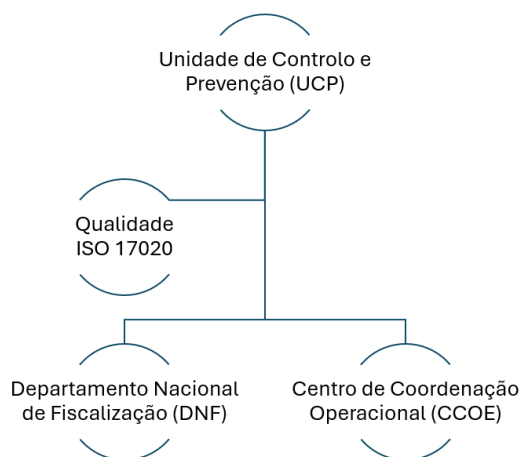 Unidade de Controlo e
Prevenção (UCP)
Qualidade
ISO 17020
Departamento Nacional
de Fiscalização (DNF)
Centro de Coordenação
Operacional (CCOE)